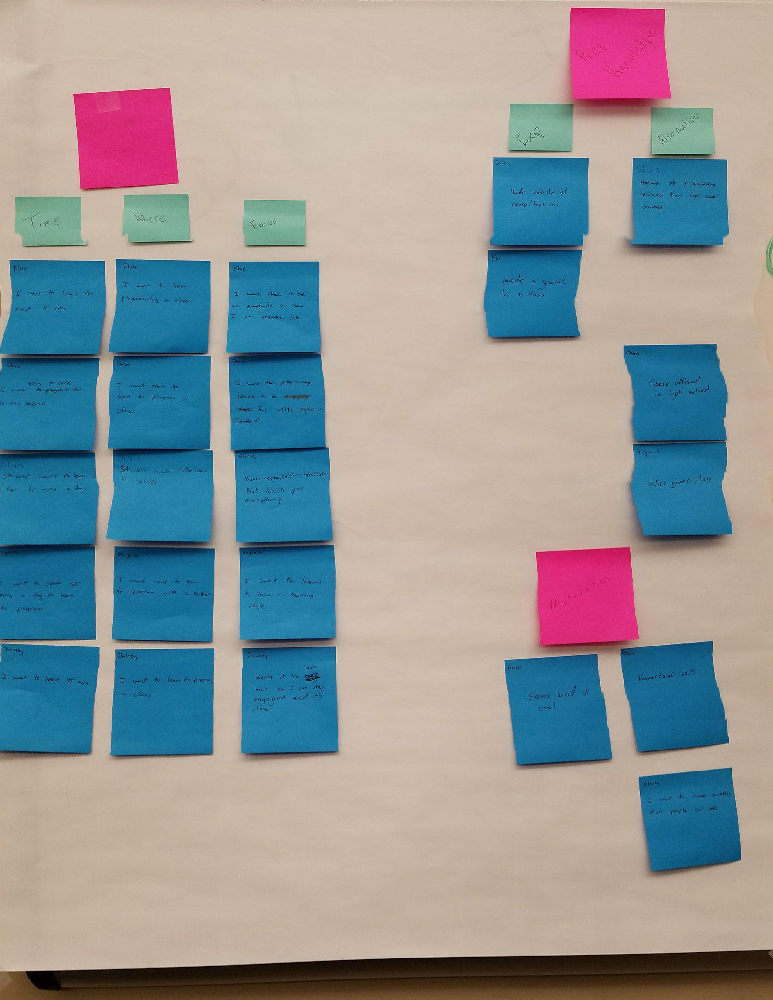 Time
Elsie
I want to learn for
about 30 mins
Oona
them to code
I want to program for
30 min sessions
Olivia
Student wants to learn
for 30 mins a day
Virginia
I want to spend 45
mins a day to learn
to program
Jaimey
I want to spend 45 mins
Where
Elsie
I want to learn
programming in class
Oona
I want them to
learn to program in
class
Olivia
Students would rather learn
in class
Virginia
I would want to learn
to program with a tutor
Jaimey
I want to learn to program
in class
Focus
Elsie
I want there to be
an emphasis on how
I am presented info
Oona
I want the programming
lesson to be
fun with emphasis
content
Olivia
Have repeatable tutorials
that teach you
everything
Virginia
I want the lessons
to focus on teaching
style
Jaimey
look
wants it to
nice so I can stay
engaged and it's
clear
Prev
Knowledge
Exp
Olivia
Made website at
camp/festival
Elsi
made a game
for a class
Alternatives
Olivia
Heard of programming
lessons from high school
courses
Oona
Class offered
in high school
Virginia
Video game class
Motivation
Elsie
Seems kind of
cool
Oona
Important skill
Olivia
I want to make something
that people can see